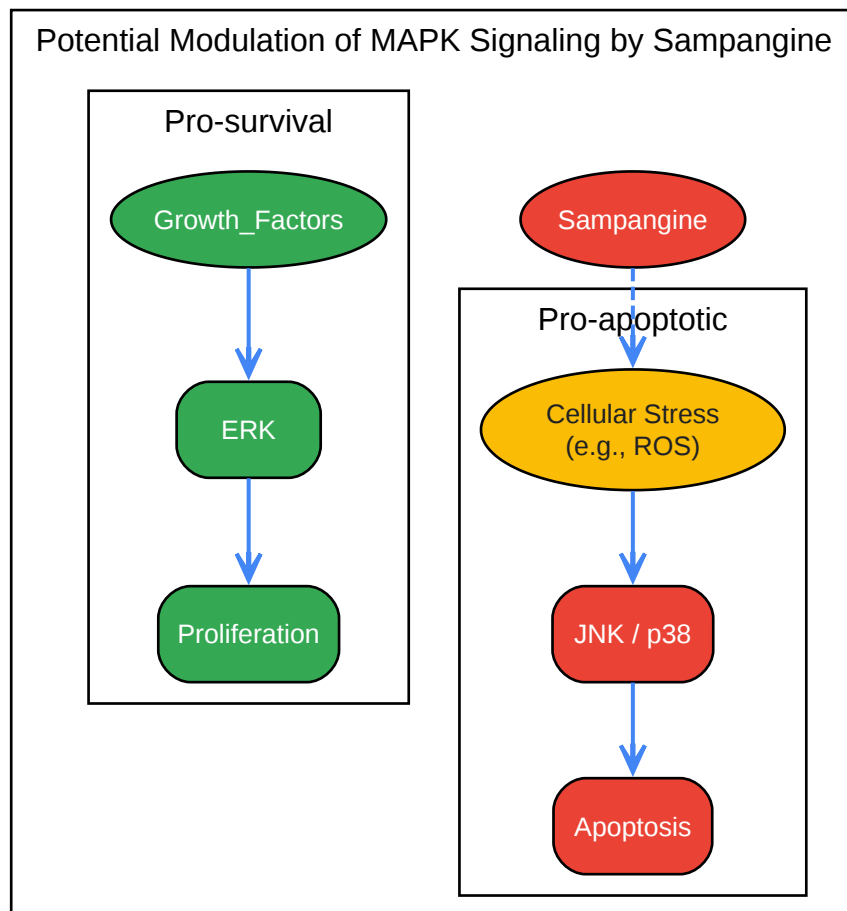 Potential Modulation of MAPK Signaling by Sampangine
Pro-survival
Growth_Factors
ERK
Proliferation
Sampangine
Pro-apoptotic
Cellular Stress
(e.g., ROS)
JNK / p38
Apoptosis